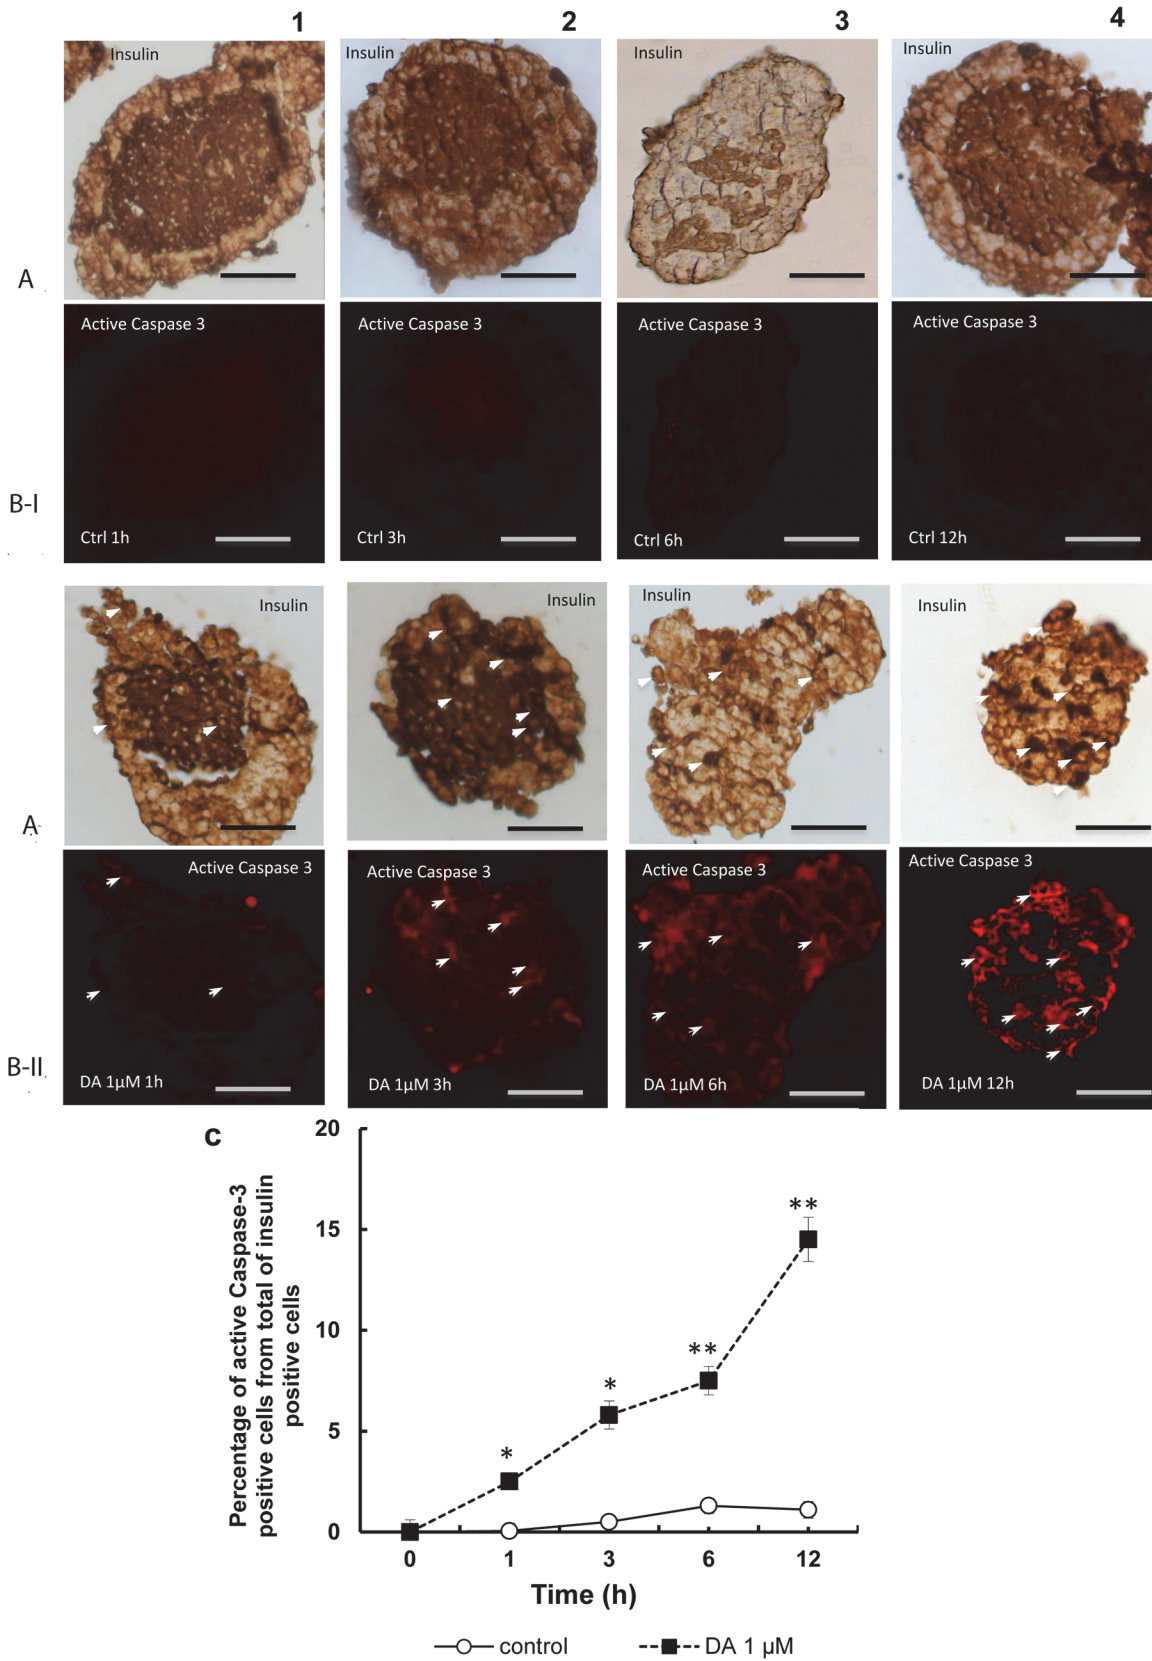 1
2
3
4
Insulin
Insulin
Insulin
Insulin
A
Active Caspase 3
Active Caspase 3
Active Caspase 3
Active Caspase 3
B-I
Ctrl 1h
Ctrl 3h
Ctrl 6h
Ctrl 12h
Insulin
Insulin
Insulin
Insulin
A
Active Caspase 3
Active Caspase 3
Active Caspase 3
Active Caspase 3
B-II
DA 1µM 1h
DA 1µM 3h
DA 1µM 6h
DA 1µM 12h
c
Percentage of active Caspase-3
positive cells from total of insulin
positive cells
20
15
10
5
0
*
*
**
**
0
1
3
6
12
Time (h)
control
DA 1 µM